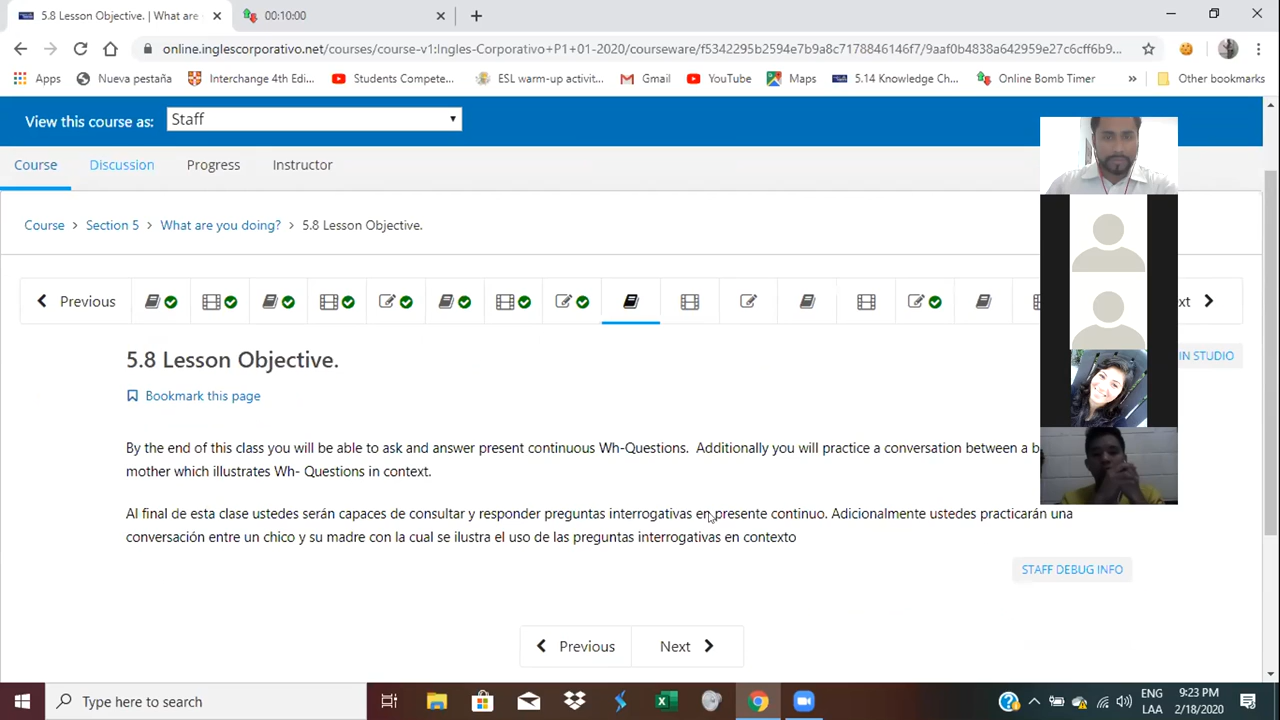 5.8 Lesson Objective. | What are
00:10:00
online.inglescorporativo.net/courses/course-v1:Ingles-Corporativo+P1+01-2020/courseware/f5342295b2594e7b9a8c7178846146f7/9aaf0b4838a642959e27c6cff6b9...
Apps Nueva pestaña Interchange 4th Edi... Students Compete... ESL warm-up activit... Gmail YouTube Maps 5.14 Knowledge Ch... Online Bomb Timer » Other bookmarks
View this course as: Staff
Course Discussion Progress Instructor
Course > Section 5 > What are you doing? > 5.8 Lesson Objective.
Previous
xt
5.8 Lesson Objective.
IN STUDIO
Bookmark this page
By the end of this class you will be able to ask and answer present continuous Wh-Questions. Additionally you will practice a conversation between a b
mother which illustrates Wh- Questions in context.
Al final de esta clase ustedes serán capaces de consultar y responder preguntas interrogativas en presente continuo. Adicionalmente ustedes practicarán una
conversación entre un chico y su madre con la cual se ilustra el uso de las preguntas interrogativas en contexto
STAFF DEBUG INFO
Previous Next
Type here to search
ENG 9:23 PM
LAA 2/18/2020